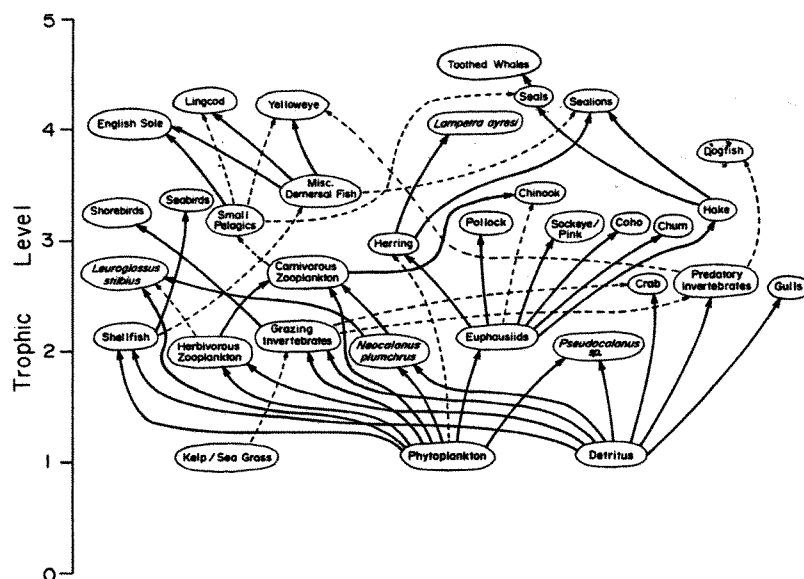 5
Toothed Whales
Lingcod
Yelloweye
Seals
Sealions
4
English Sole
Lampetra ayresi
Dogfish
Misc.
Demersal Fish
Seabirds
Chinook
Shorebirds
Small
Pelagics
Pollock
Sockeye/
Pink
Coho
Chum
Hake
3
Herring
Leuroglossus
stilbius
Carnivorous
Zooplankton
Crab
Predatory
Invertebrates
Gulls
Trophic Level
Shellfish
Herbivorous
Zooplankton
Grazing
Invertebrates
Neocalanus
plumchrus
Euphausiids
Pseudocalanus
sp.
2
Kelp/Sea Grass
Phytoplankton
Detritus
1
0